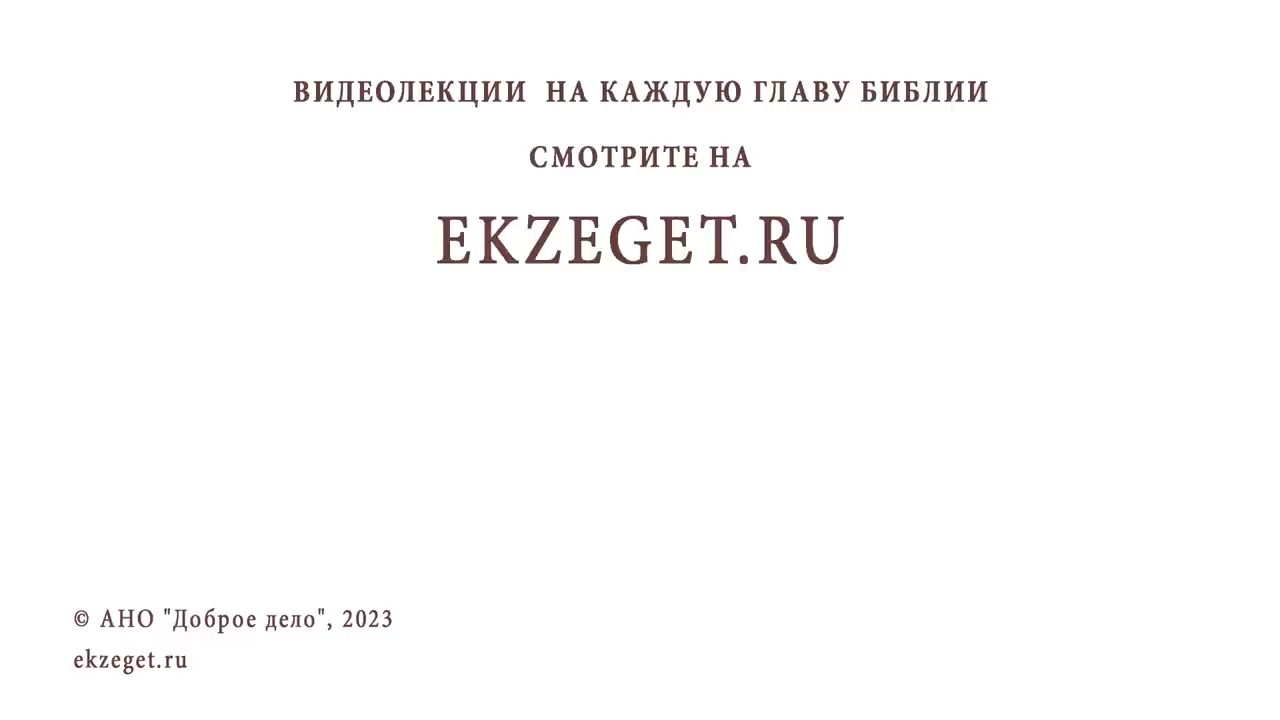 ВИДЕОЛЕКЦИИ НА КАЖДУЮ ГЛАВУ БИБЛИИ
СМОТРИТЕ НА
EKZEGET.RU
© АНО "Доброе дело", 2023
ekzeget.ru